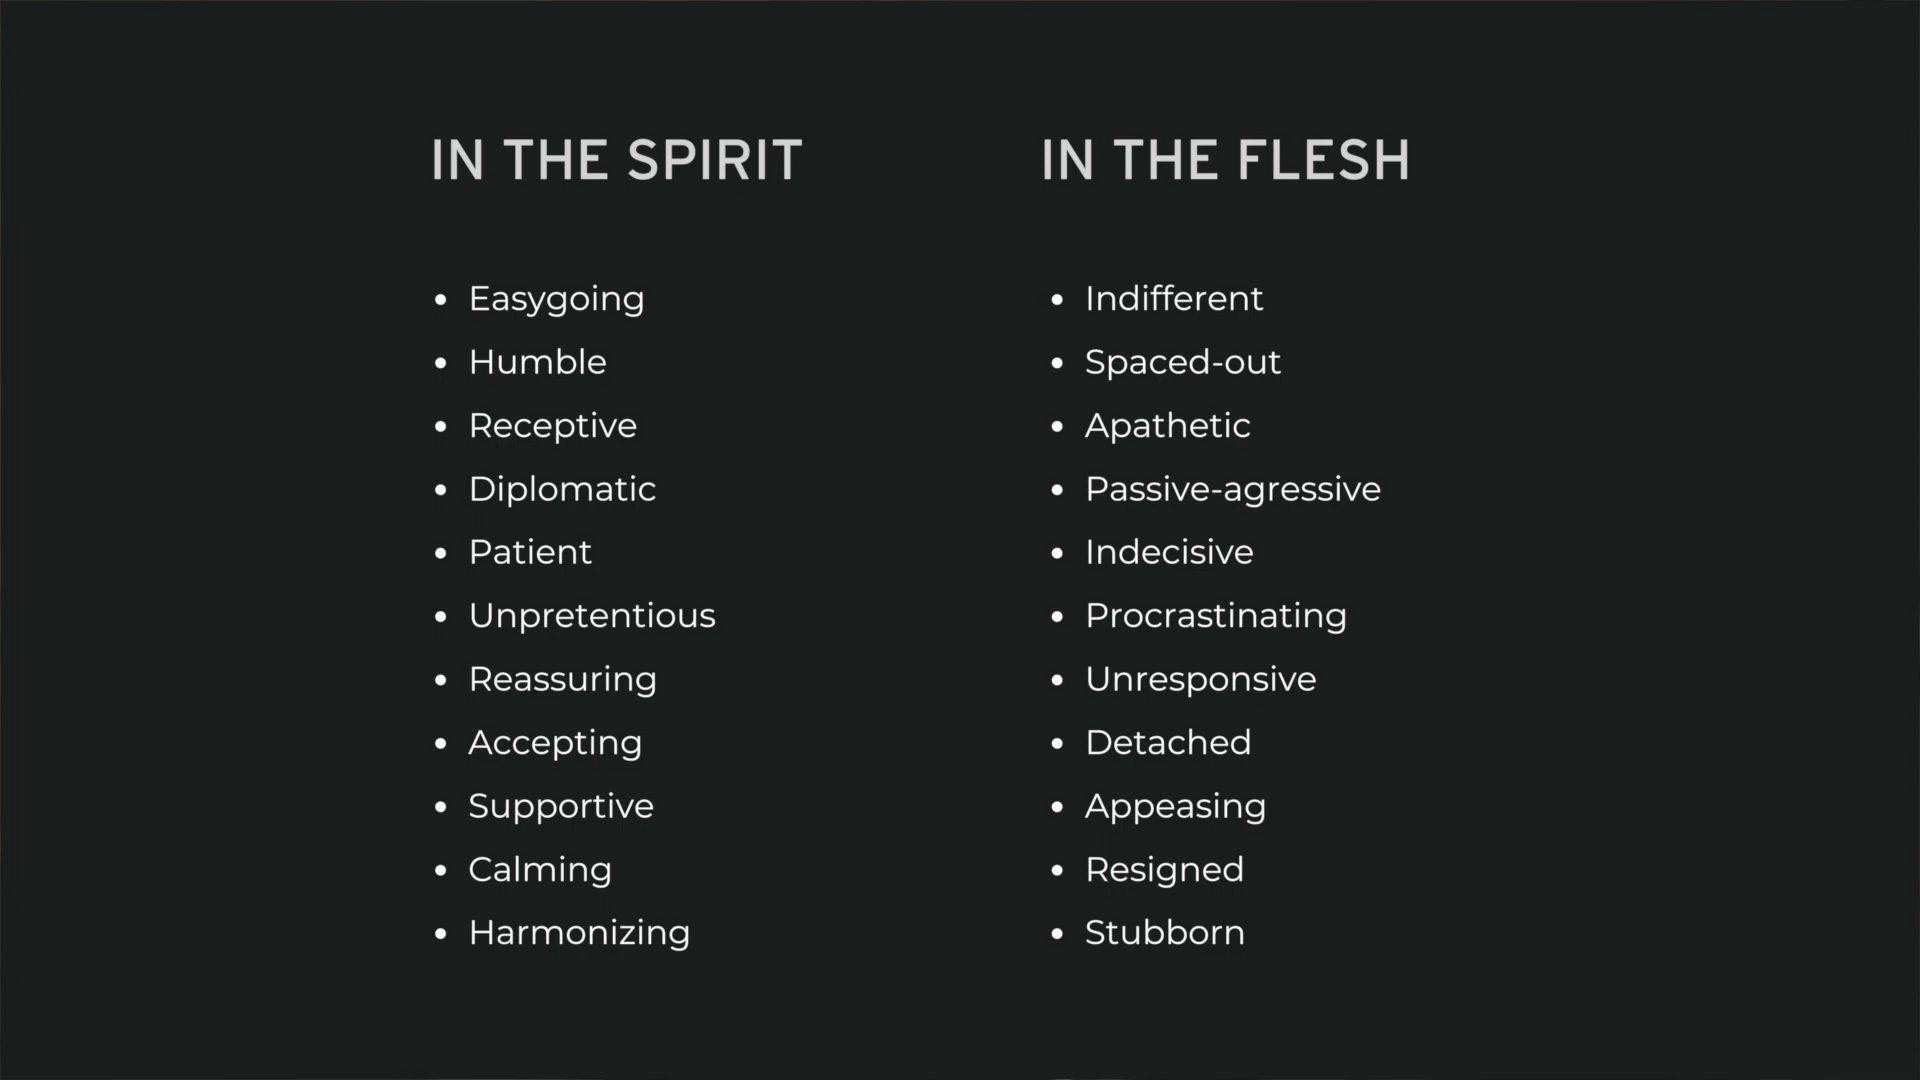 IN THE SPIRIT
• Easygoing
• Humble
• Receptive
• Diplomatic
• Patient
• Unpretentious
• Reassuring
• Accepting
• Supportive
• Calming
• Harmonizing
IN THE FLESH
• Indifferent
• Spaced-out
• Apathetic
• Passive-agressive
• Indecisive
• Procrastinating
• Unresponsive
• Detached
• Appeasing
• Resigned
• Stubborn